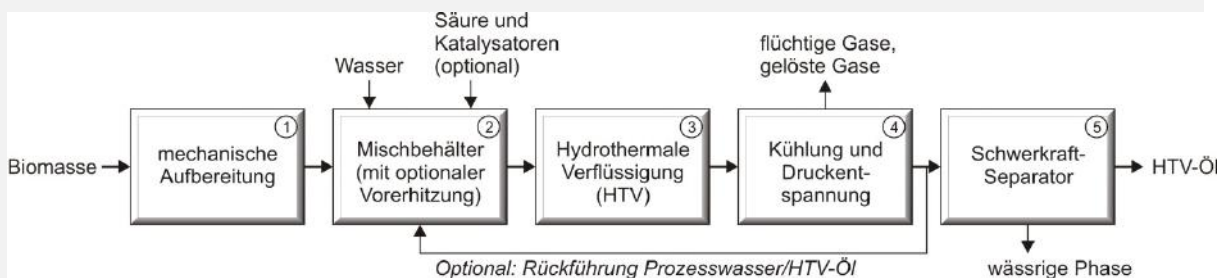 Säure und
Katalysatoren
(optional)
Wasser
flüchtige Gase,
gelöste Gase
Biomasse
1
mechanische
Aufbereitung
2
Mischbehälter
(mit optionaler
Vorerhitzung)
3
Hydrothermale
Verflüssigung
(HTV)
4
Kühlung und
Druckent-
spannung
5
Schwerkraft-
Separator
HTV-Öl
Optional: Rückführung Prozesswasser/HTV-Öl
wässrige Phase